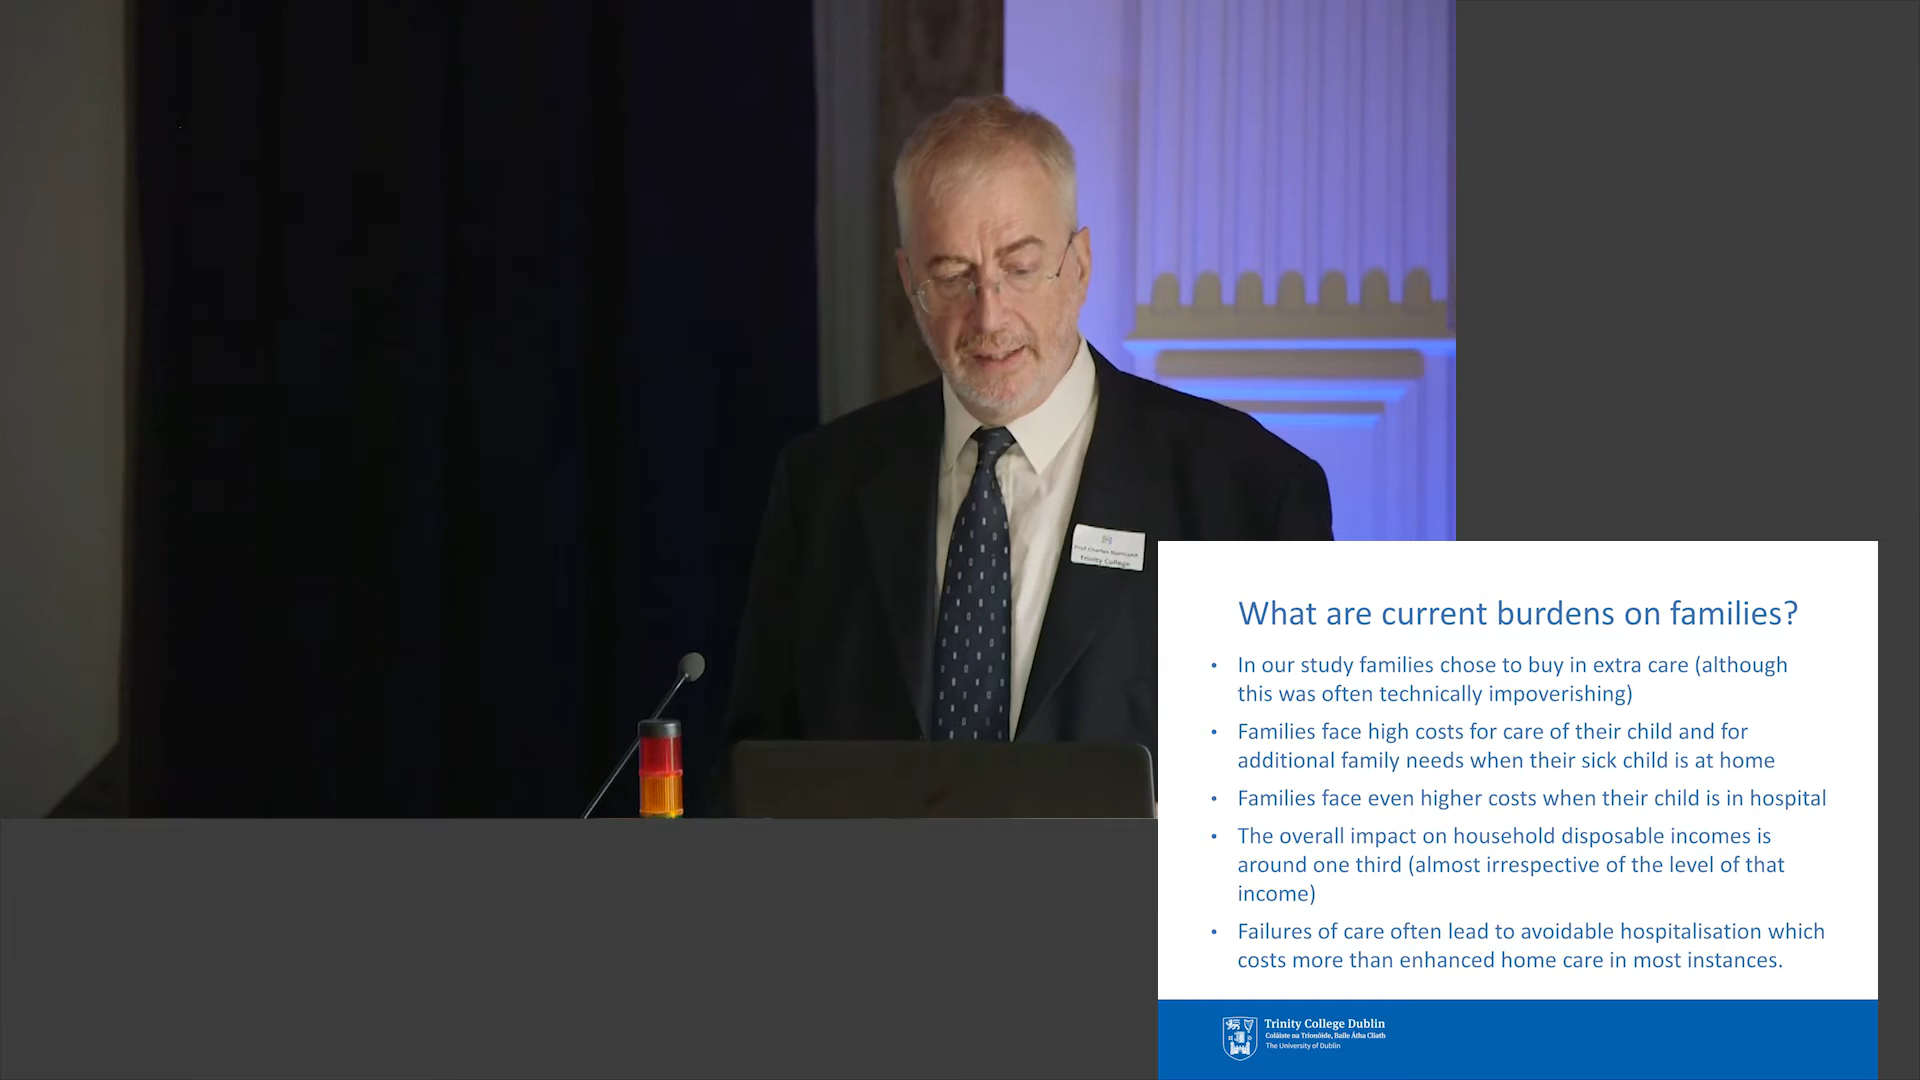 Prof Charles Normand
Trinity College
What are current burdens on families?
• In our study families chose to buy in extra care (although
this was often technically impoverishing)
• Families face high costs for care of their child and for
additional family needs when their sick child is at home
• Families face even higher costs when their child is in hospital
• The overall impact on household disposable incomes is
around one third (almost irrespective of the level of that
income)
• Failures of care often lead to avoidable hospitalisation which
costs more than enhanced home care in most instances.
Trinity College Dublin
Coláiste na Tríonóide, Baile Átha Cliath
The University of Dublin